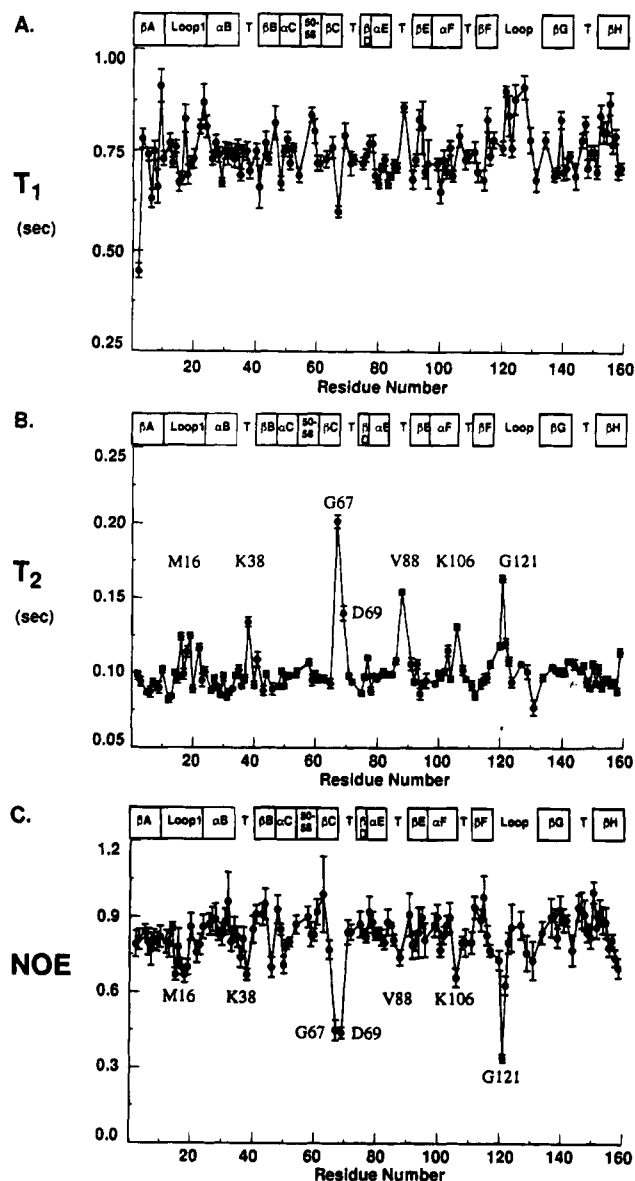 A.
βA Loop1 αB T βB αC 50-58 βC T βD αE T βE αF T βF Loop βG T βH
1.00
0.75
0.50
0.25
T1
(sec)
20 40 60 80 100 120 140 160
Residue Number
B.
βA Loop1 αB T βB αC 50-58 βC T βD αE T βE αF T βF Loop βG T βH
0.25
0.20
0.15
0.10
0.05
T2
(sec)
G67
M16 K38 V88 K106 G121
D69
20 40 60 80 100 120 140 160
Residue Number
C.
βA Loop1 αB T βB αC 50-58 βC T βD αE T βE αF T βF Loop βG T βH
1.2
0.9
0.6
0.3
0.0
NOE
M16 K38 V88 K106
G67 D69
G121
20 40 60 80 100 120 140 160
Residue Number